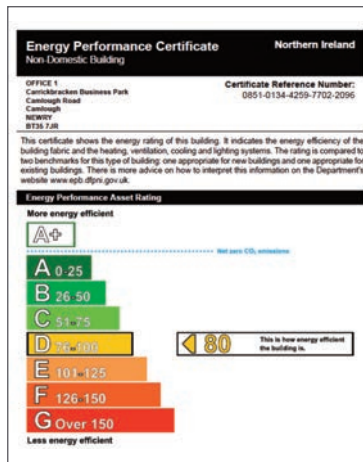 Energy Performance Certificate
Northern Ireland
Non-Domestic Building
OFFICE 1
Carrickbracken Business Park
Camlough Road
Camlough
NEWRY
BT35 7JR
Certificate Reference Number:
0851-0134-4259-7702-2096
This certificate shows the energy rating of this building. It indicates the energy efficiency of the
building fabric and the heating, ventilation, cooling and lighting systems. The rating is compared to
two benchmarks for this type of building: one appropriate for new buildings and one appropriate for
existing buildings. There is more advice on how to interpret this information on the Department's
website www.epb.dfpni.gov.uk.
Energy Performance Asset Rating
More energy efficient
A+
Net zero CO₂ emissions
A 0-25
B 26-50
C 51-75
D 76-100
80
This is how energy efficient
the building is.
E 101-125
F 126-150
G Over 150
Less energy efficient